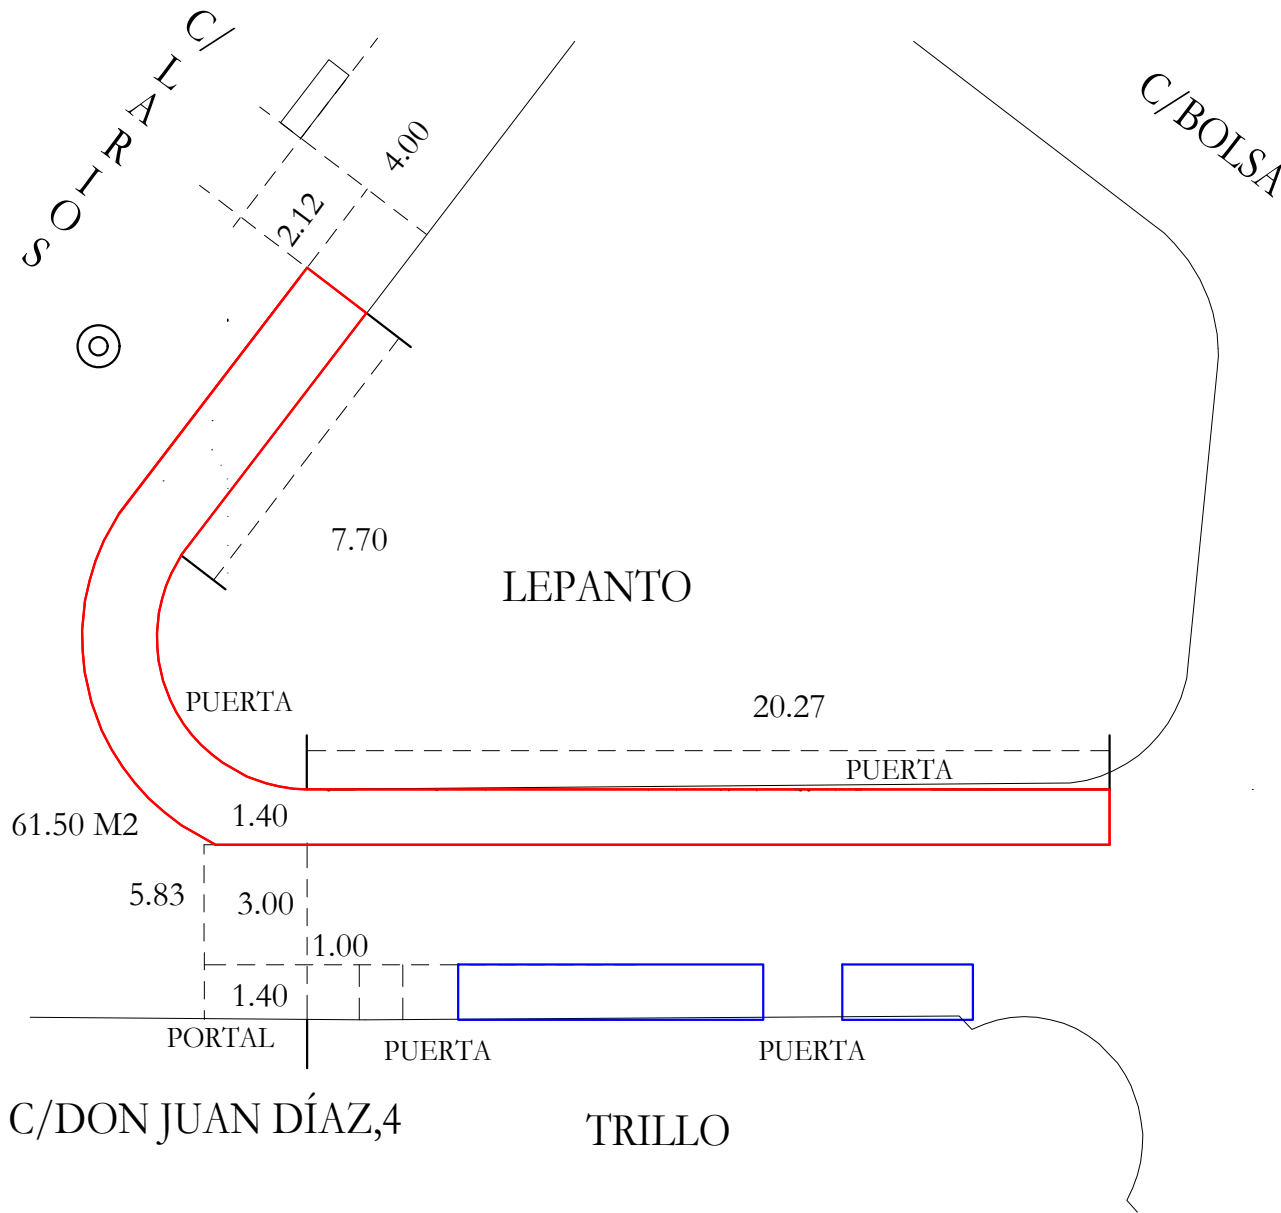 C/
LARIOS
C/BOLSA
4.00
2.12
7.70
LEPANTO
PUERTA
20.27
PUERTA
61.50 M2
1.40
5.83
3.00
1.00
1.40
PORTAL
PUERTA
PUERTA
C/DON JUAN DÍAZ,4
TRILLO